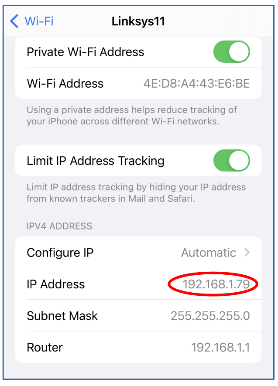 Wi-Fi
Linksys11
Private Wi-Fi Address
Wi-Fi Address 4E:D8:A4:43:E6:BE
Using a private address helps reduce tracking of
your iPhone across different Wi-Fi networks.
Limit IP Address Tracking
Limit IP address tracking by hiding your IP address
from known trackers in Mail and Safari.
IPV4 ADDRESS
Configure IP Automatic
IP Address 192.168.1.79
Subnet Mask 255.255.255.0
Router 192.168.1.1